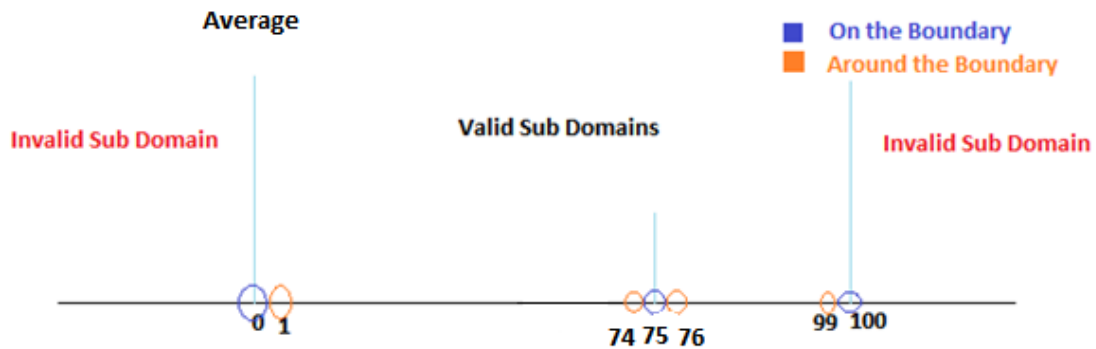 Average
On the Boundary
Around the Boundary
Invalid Sub Domain
Valid Sub Domains
Invalid Sub Domain
0 1 74 75 76 99 100